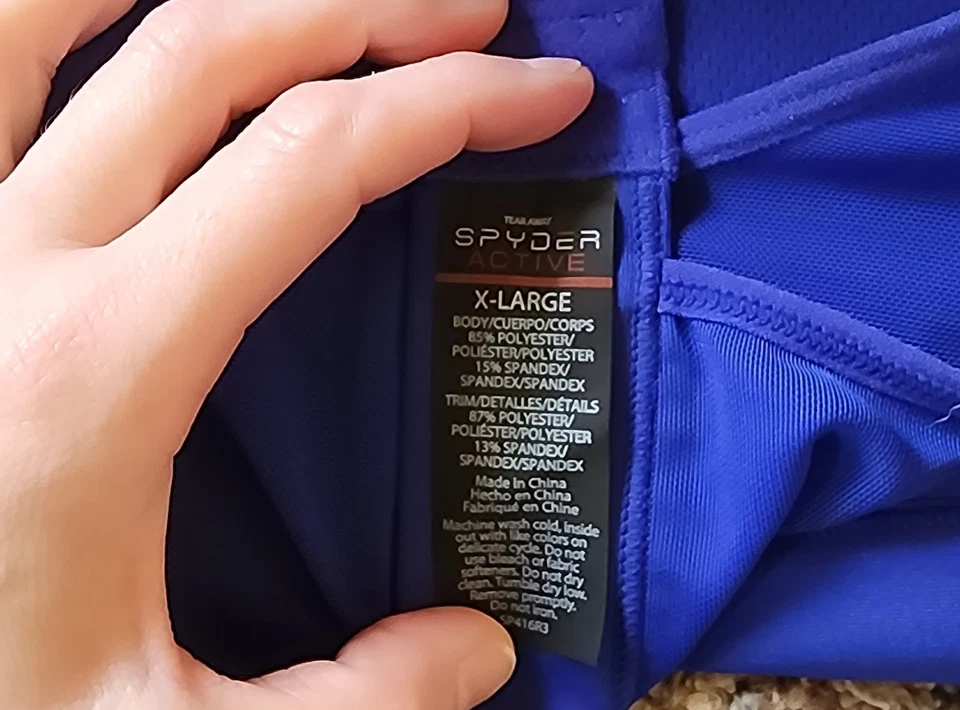 TEAR AWAY
SPYDER
ACTIVE
X-LARGE
BODY/CUERPO/CORPS
85% POLYESTER/
POLIÉSTER/POLYESTER
15% SPANDEX/
SPANDEX/SPANDEX
TRIM/DETALLES/DÉTAILS
87% POLYESTER/
POLIÉSTER/POLYESTER
13% SPANDEX/
SPANDEX/SPANDEX
Made in China
Hecho en China
Fabriqué en Chine
Machine wash cold, inside
out with like colors on
delicate cycle. Do not
use bleach or fabric
softeners. Do not dry
clean. Tumble dry low.
Remove promptly.
Do not iron.
SP416R3